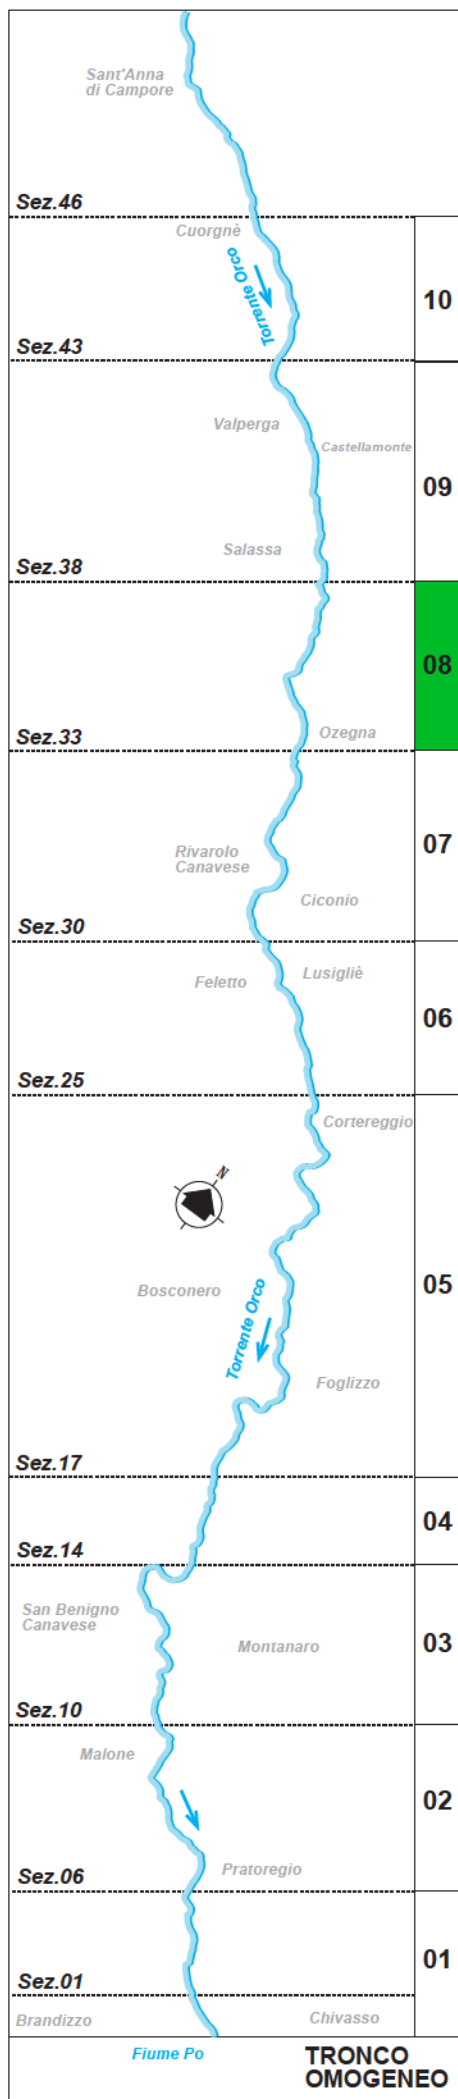 Sant'Anna
di Campore
Sez.46
Cuorgnè
Torrente Orco
10
Sez.43
Valperga
Castellamonte
09
Salassa
Sez.38
08
Ozegna
Sez.33
07
Rivarolo
Canavese
Ciconio
Sez.30
Lusigliè
Feletto
06
Sez.25
Cortereggio
N
Bosconero
05
Torrente Orco
Foglizzo
Sez.17
04
Sez.14
San Benigno
Canavese
03
Montanaro
Sez.10
Malone
02
Pratoregio
Sez.06
01
Sez.01
Brandizzo
Chivasso
Fiume Po
TRONCO
OMOGENEO